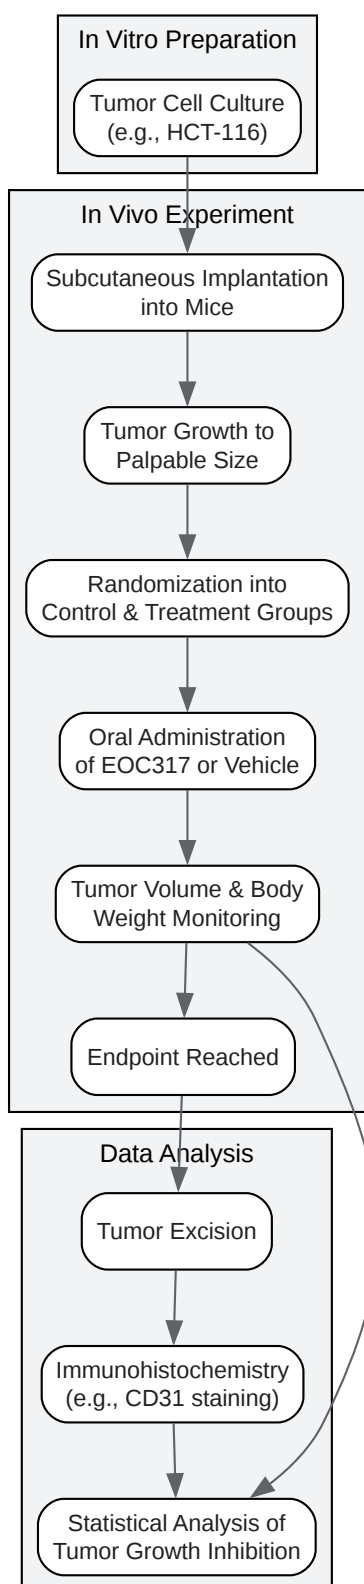 In Vitro Preparation
Tumor Cell Culture
(e.g., HCT-116)
In Vivo Experiment
Subcutaneous Implantation
into Mice
Tumor Growth to
Palpable Size
Randomization into
Control & Treatment Groups
Oral Administration
of EOC317 or Vehicle
Tumor Volume & Body
Weight Monitoring
Endpoint Reached
Data Analysis
Tumor Excision
Immunohistochemistry
(e.g., CD31 staining)
Statistical Analysis of
Tumor Growth Inhibition